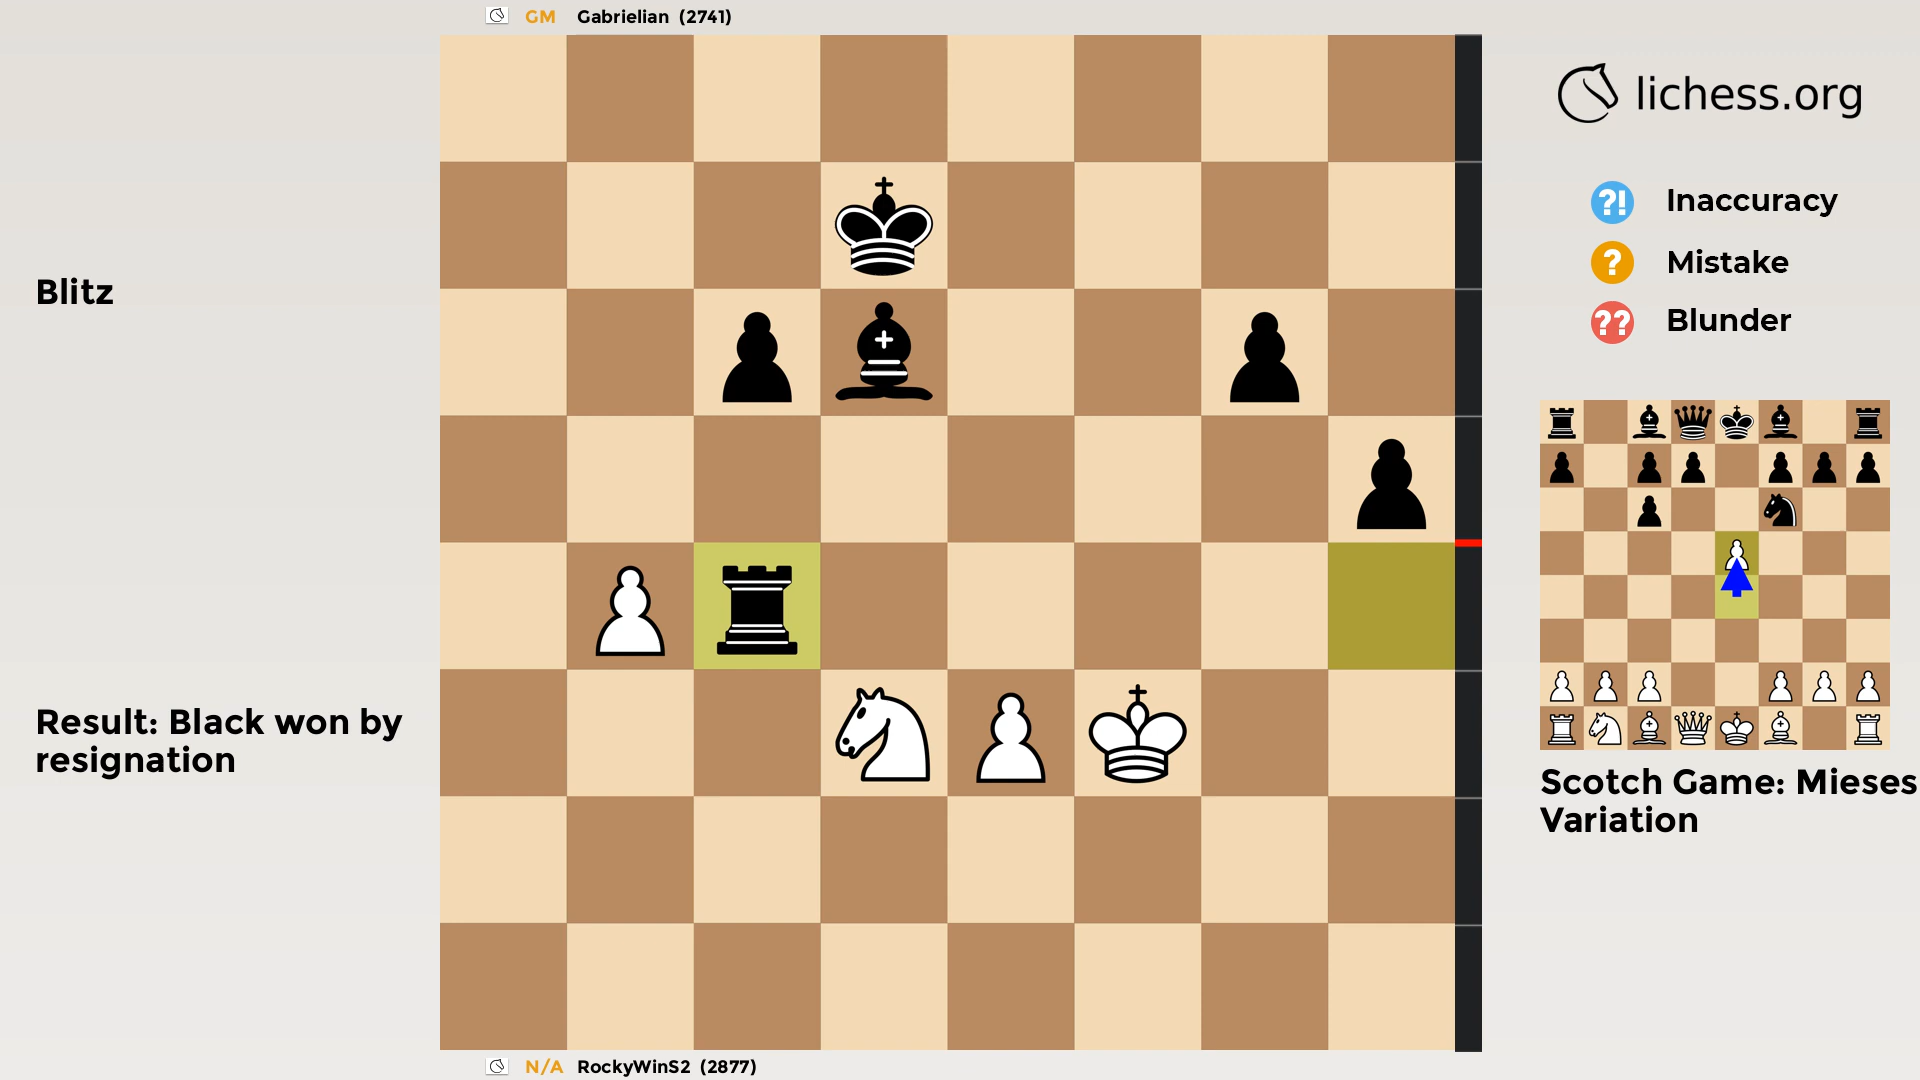 GM Gabrielian (2741)
lichess.org
?! Inaccuracy
? Mistake
?? Blunder
Blitz
Result: Black won by
resignation
Scotch Game: Mieses
Variation
N/A RockyWinS2 (2877)